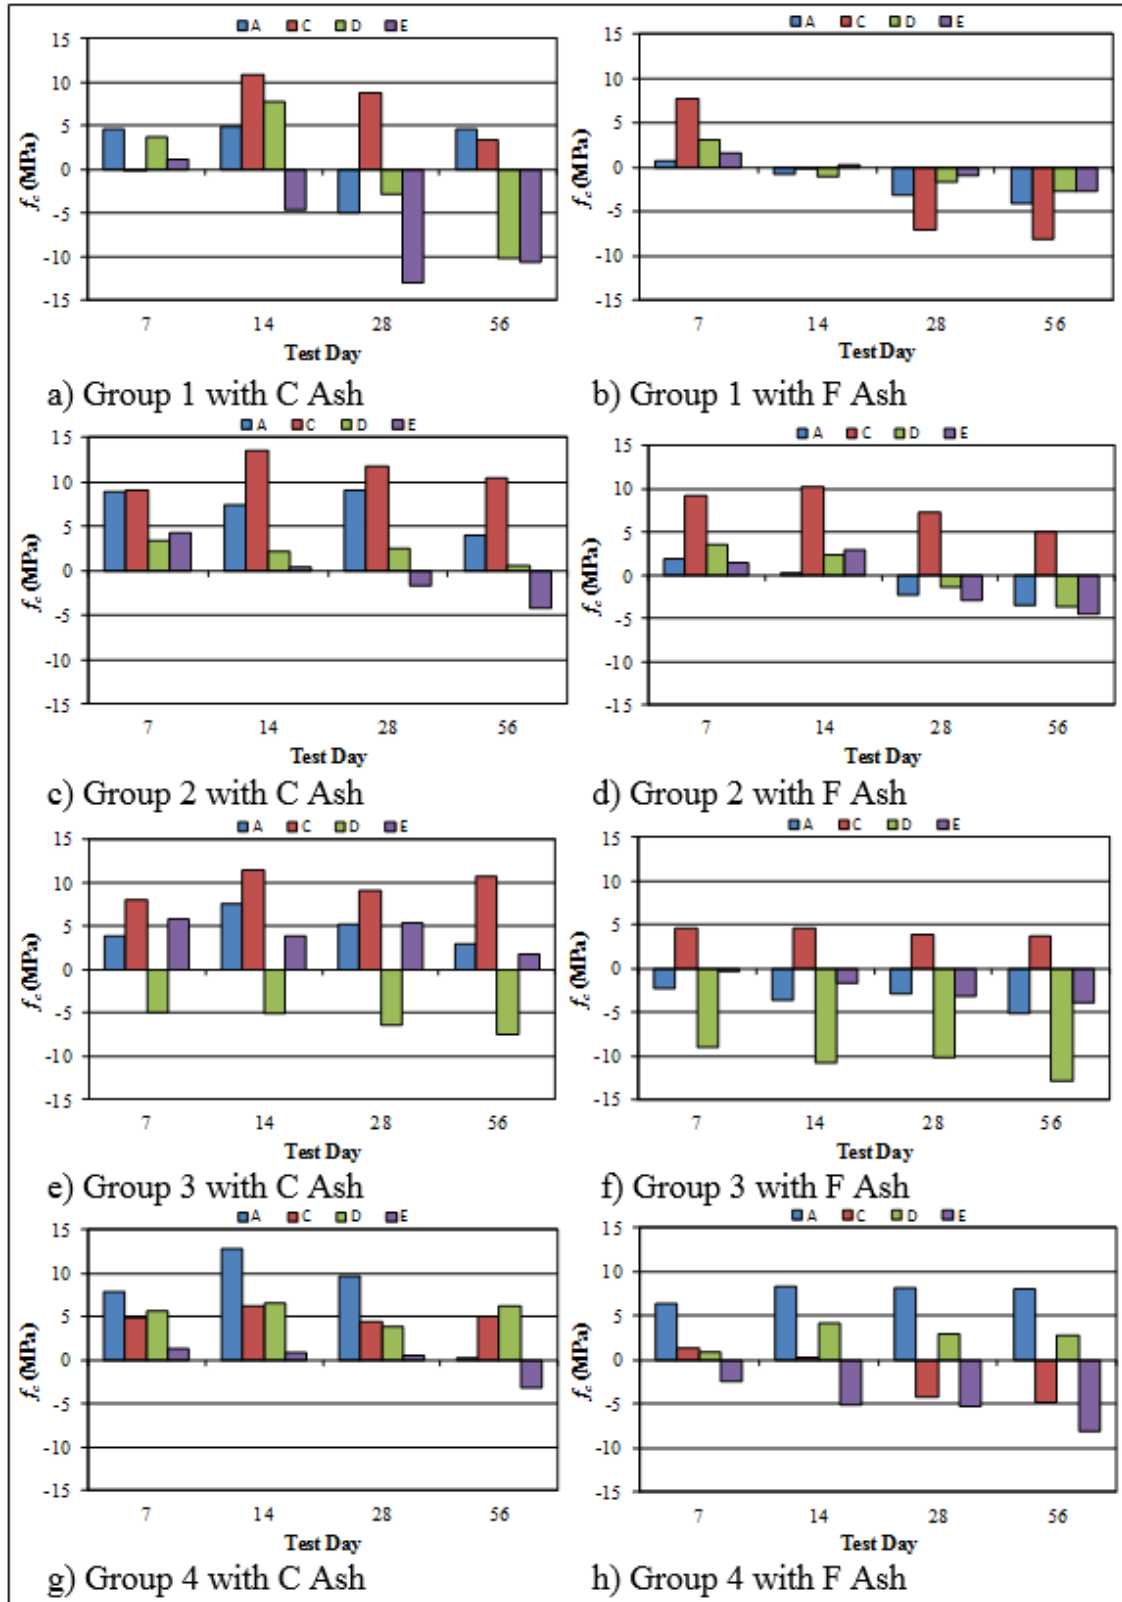 A C D E
15
10
5
0
-5
-10
-15
f_c (MPa)
7 14 28 56
Test Day
a) Group 1 with C Ash
A C D E
15
10
5
0
-5
-10
-15
f_c (MPa)
7 14 28 56
Test Day
b) Group 1 with F Ash
A C D E
15
10
5
0
-5
-10
-15
f_c (MPa)
7 14 28 56
Test Day
c) Group 2 with C Ash
A C D E
15
10
5
0
-5
-10
-15
f_c (MPa)
7 14 28 56
Test Day
d) Group 2 with F Ash
A C D E
15
10
5
0
-5
-10
-15
f_c (MPa)
7 14 28 56
Test Day
e) Group 3 with C Ash
A C D E
15
10
5
0
-5
-10
-15
f_c (MPa)
7 14 28 56
Test Day
f) Group 3 with F Ash
A C D E
15
10
5
0
-5
-10
-15
f_c (MPa)
7 14 28 56
Test Day
g) Group 4 with C Ash
A C D E
15
10
5
0
-5
-10
-15
f_c (MPa)
7 14 28 56
Test Day
h) Group 4 with F Ash